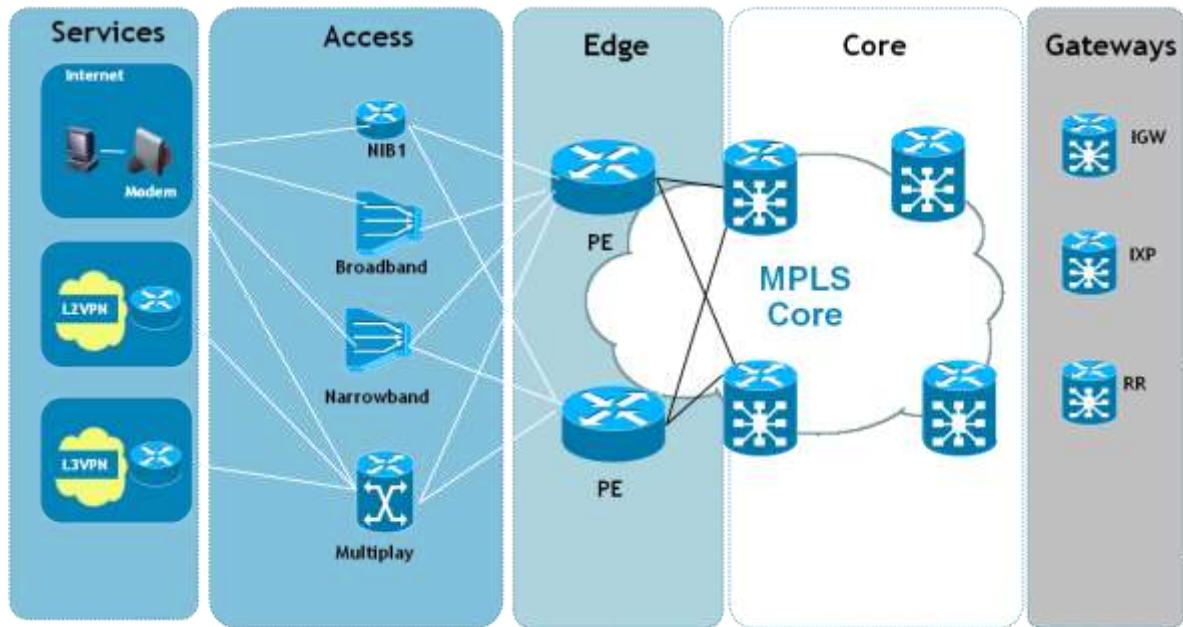 Services
Access
Edge
Core
Gateways
Internet
Modem
L2VPN
L3VPN
NIB1
Broadband
Narrowband
Multiplay
PE
PE
MPLS
Core
IGW
IXP
RR